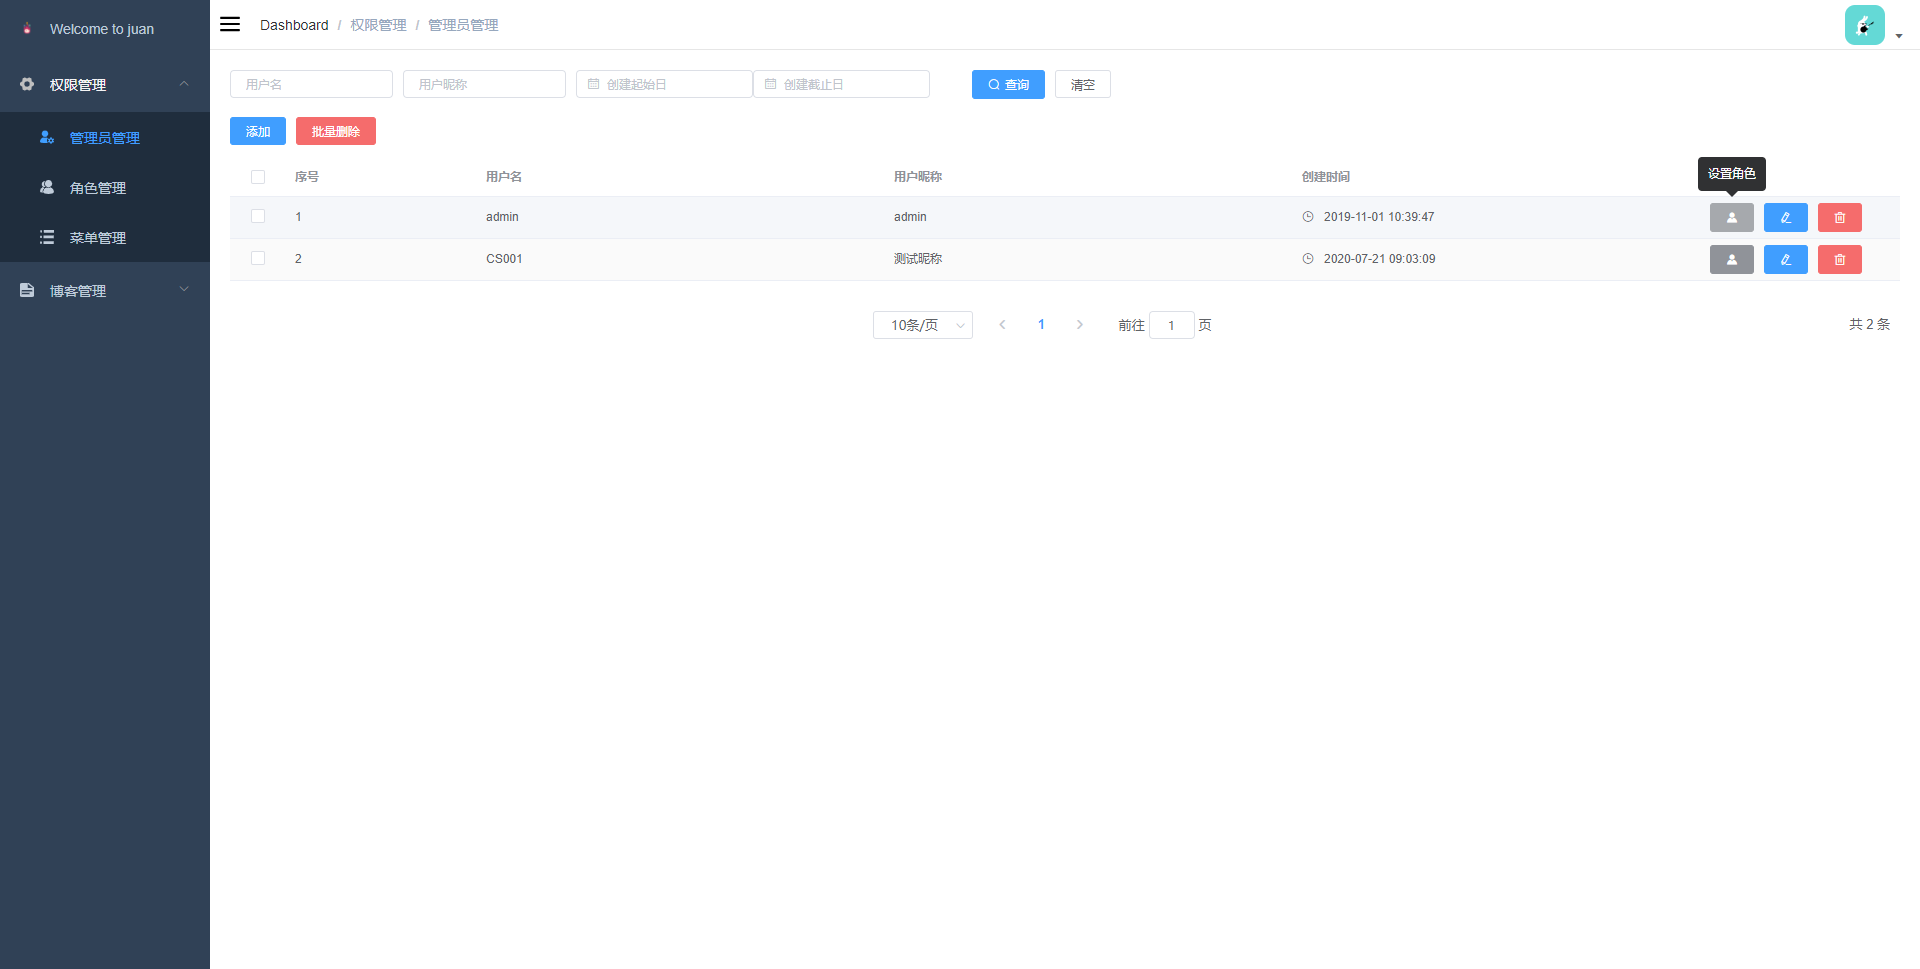 Welcome to juan
Dashboard / 权限管理 / 管理员管理
权限管理
管理员管理
角色管理
菜单管理
博客管理
用户名 用户昵称 创建起始日 创建截止日 查询 清空
添加 批量删除
序号 用户名 用户昵称 创建时间
设置角色
1 admin admin 2019-11-01 10:39:47
2 CS001 测试昵称 2020-07-21 09:03:09
10条/页 1 前往 1 页 共 2 条